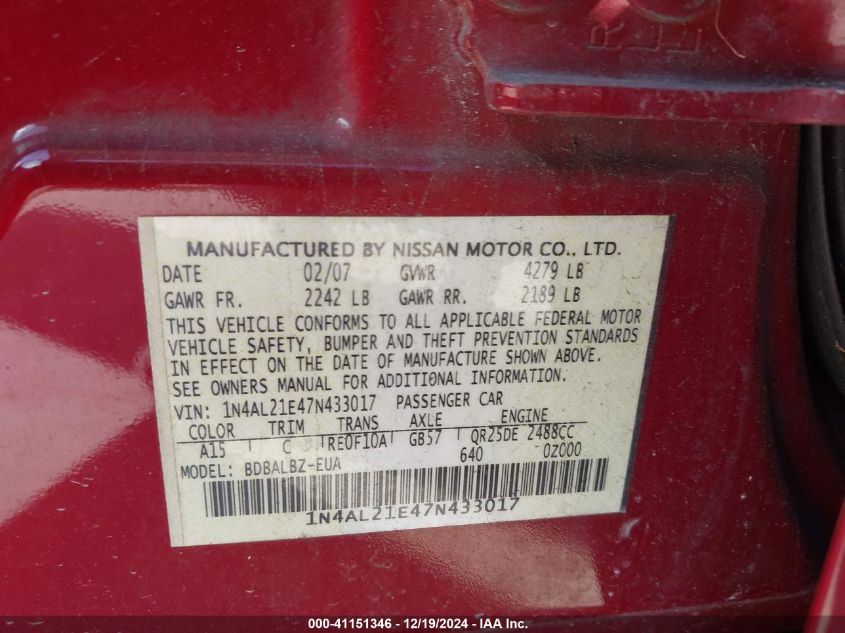 R
E
E
MANUFACTURED BY NISSAN MOTOR CO., LTD.
DATE 02/07 GVWR 4279 LB
GAWR FR. 2242 LB GAWR RR. 2189 LB
THIS VEHICLE CONFORMS TO ALL APPLICABLE FEDERAL MOTOR
VEHICLE SAFETY, BUMPER AND THEFT PREVENTION STANDARDS
IN EFFECT ON THE DATE OF MANUFACTURE SHOWN ABOVE.
SEE OWNERS MANUAL FOR ADDITIONAL INFORMATION.
VIN: 1N4AL21E47N433017 PASSENGER CAR
COLOR TRIM TRANS AXLE ENGINE
A15 C RE0F10A GB57 QR25DE 2488CC
MODEL: BDBALBZ-EUA 640 0Z000
1N4AL21E47N433017
000-41151346 - 12/19/2024 - IAA Inc.